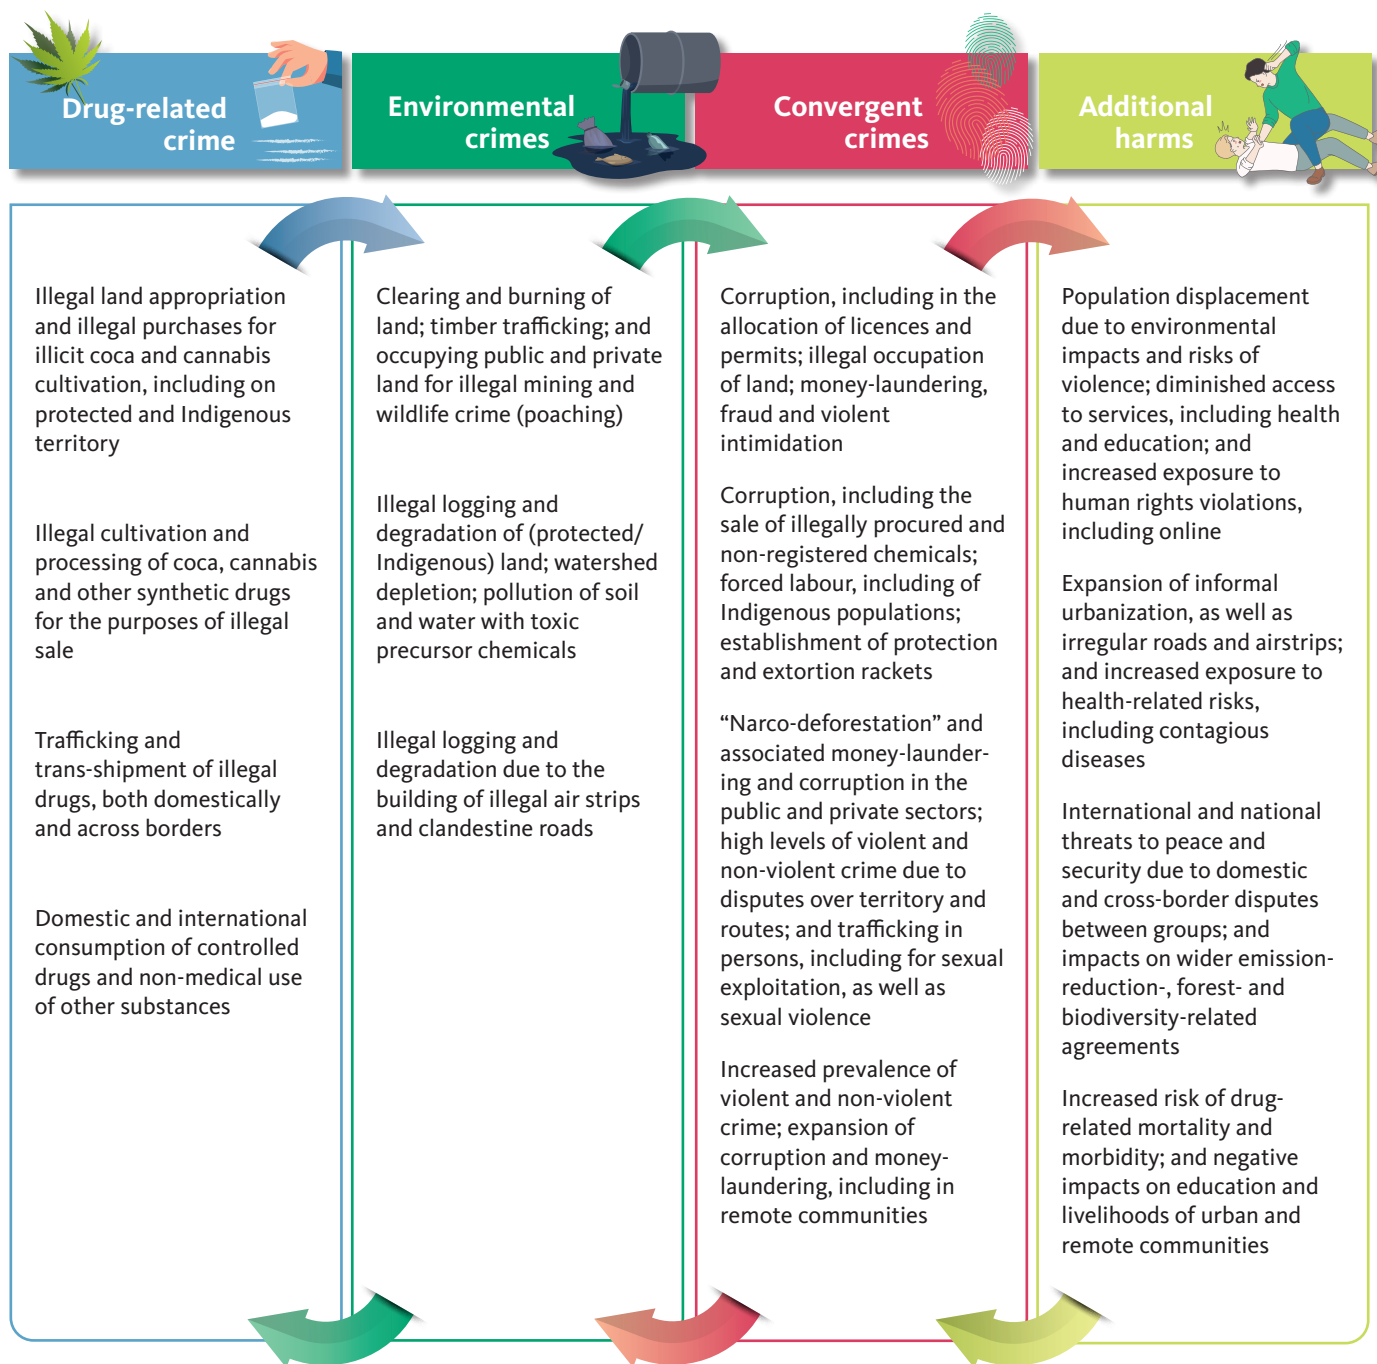 Drug-related
crime
Environmental
crimes
Convergent
crimes
Additional
harms
Illegal land appropriation
and illegal purchases for
illicit coca and cannabis
cultivation, including on
protected and Indigenous
territory
Illegal cultivation and
processing of coca, cannabis
and other synthetic drugs
for the purposes of illegal
sale
Trafficking and
trans-shipment of illegal
drugs, both domestically
and across borders
Domestic and international
consumption of controlled
drugs and non-medical use
of other substances
Clearing and burning of
land; timber trafficking; and
occupying public and private
land for illegal mining and
wildlife crime (poaching)
Illegal logging and
degradation of (protected/
Indigenous) land; watershed
depletion; pollution of soil
and water with toxic
precursor chemicals
Illegal logging and
degradation due to the
building of illegal air strips
and clandestine roads
Corruption, including in the
allocation of licences and
permits; illegal occupation
of land; money-laundering,
fraud and violent
intimidation
Corruption, including the
sale of illegally procured and
non-registered chemicals;
forced labour, including of
Indigenous populations;
establishment of protection
and extortion rackets
“Narco-deforestation” and
associated money-launder-
ing and corruption in the
public and private sectors;
high levels of violent and
non-violent crime due to
disputes over territory and
routes; and trafficking in
persons, including for sexual
exploitation, as well as
sexual violence
Increased prevalence of
violent and non-violent
crime; expansion of
corruption and money-
laundering, including in
remote communities
Population displacement
due to environmental
impacts and risks of
violence; diminished access
to services, including health
and education; and
increased exposure to
human rights violations,
including online
Expansion of informal
urbanization, as well as
irregular roads and airstrips;
and increased exposure to
health-related risks,
including contagious
diseases
International and national
threats to peace and
security due to domestic
and cross-border disputes
between groups; and
impacts on wider emission-
reduction-, forest- and
biodiversity-related
agreements
Increased risk of drug-
related mortality and
morbidity; and negative
impacts on education and
livelihoods of urban and
remote communities